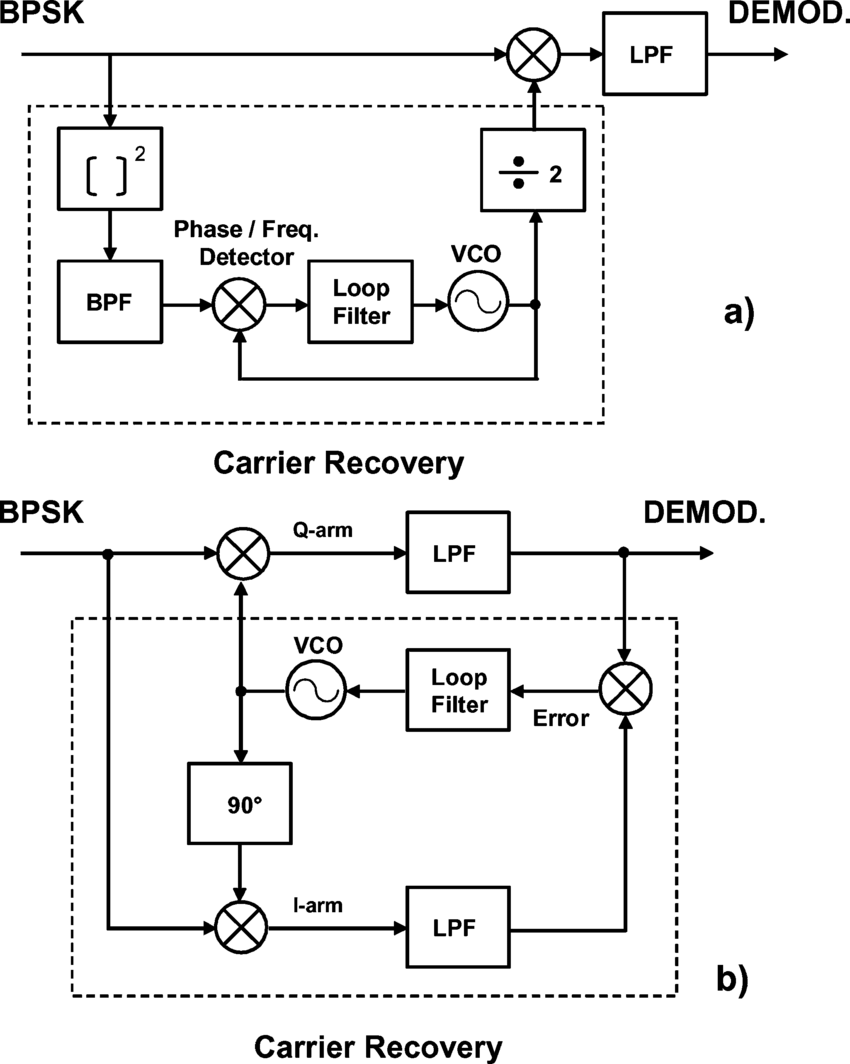 BPSK
DEMOD.
LPF
[ ]²
÷ 2
Phase / Freq.
Detector
VCO
BPF
Loop
Filter
a)
Carrier Recovery
BPSK
DEMOD.
Q-arm
LPF
VCO
Loop
Filter
Error
90°
I-arm
LPF
b)
Carrier Recovery